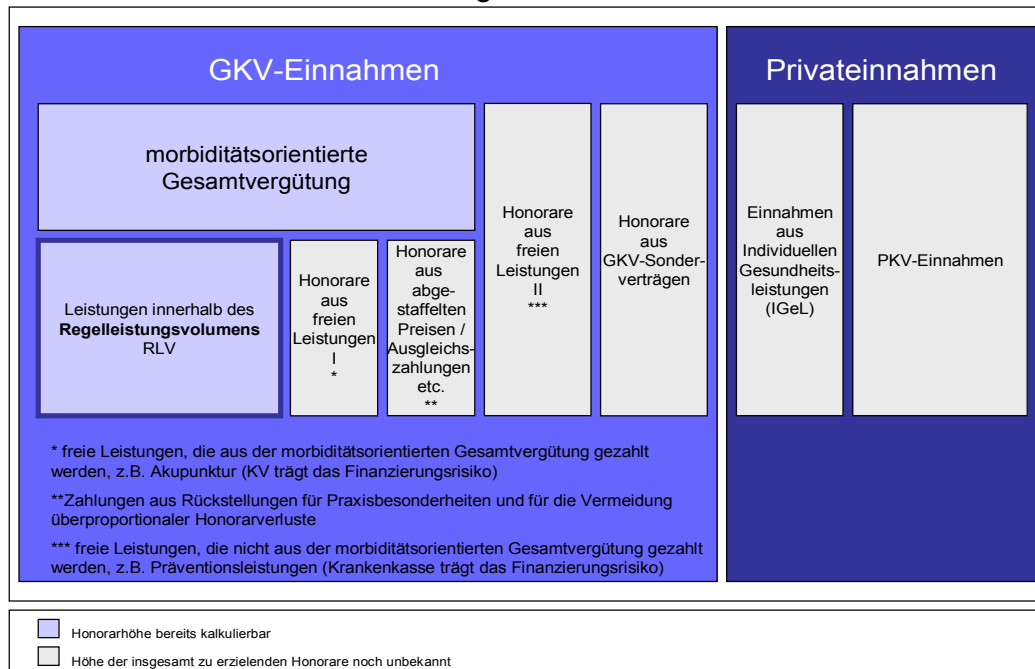 GKV-Einnahmen
Privateinnahmen
morbiditätsorientierte
Gesamtvergütung
Leistungen innerhalb des
Regelleistungsvolumens
RLV
Honorare
aus
freien
Leistungen
I
*
Honorare
aus
abge-
staffelten
Preisen /
Ausgleichs-
zahlungen
etc.
**
Honorare
aus
freien
Leistungen
II
***
Honorare
aus
GKV-Sonder-
verträgen
Einnahmen
aus
Individuellen
Gesundheits-
leistungen
(IGeL)
PKV-Einnahmen
* freie Leistungen, die aus der morbiditätsorientierten Gesamtvergütung gezahlt
werden, z.B. Akupunktur (KV trägt das Finanzierungsrisiko)
**Zahlungen aus Rückstellungen für Praxisbesonderheiten und für die Vermeidung
überproportionaler Honorarverluste
*** freie Leistungen, die nicht aus der morbiditätsorientierten Gesamtvergütung gezahlt
werden, z.B. Präventionsleistungen (Krankenkasse trägt das Finanzierungsrisiko)
Honorarhöhe bereits kalkulierbar
Höhe der insgesamt zu erzielenden Honorare noch unbekannt